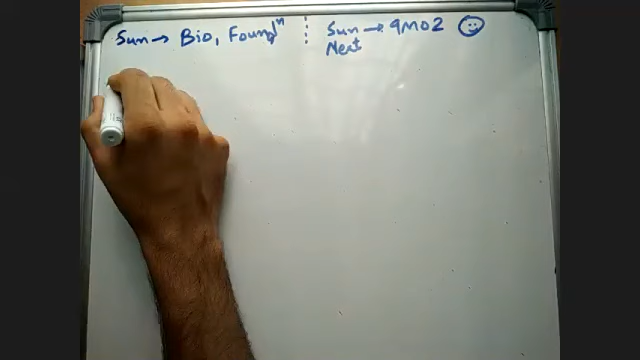 Sun → Bio, Foundⁿ
Sun → 9MO2 ☺
Next